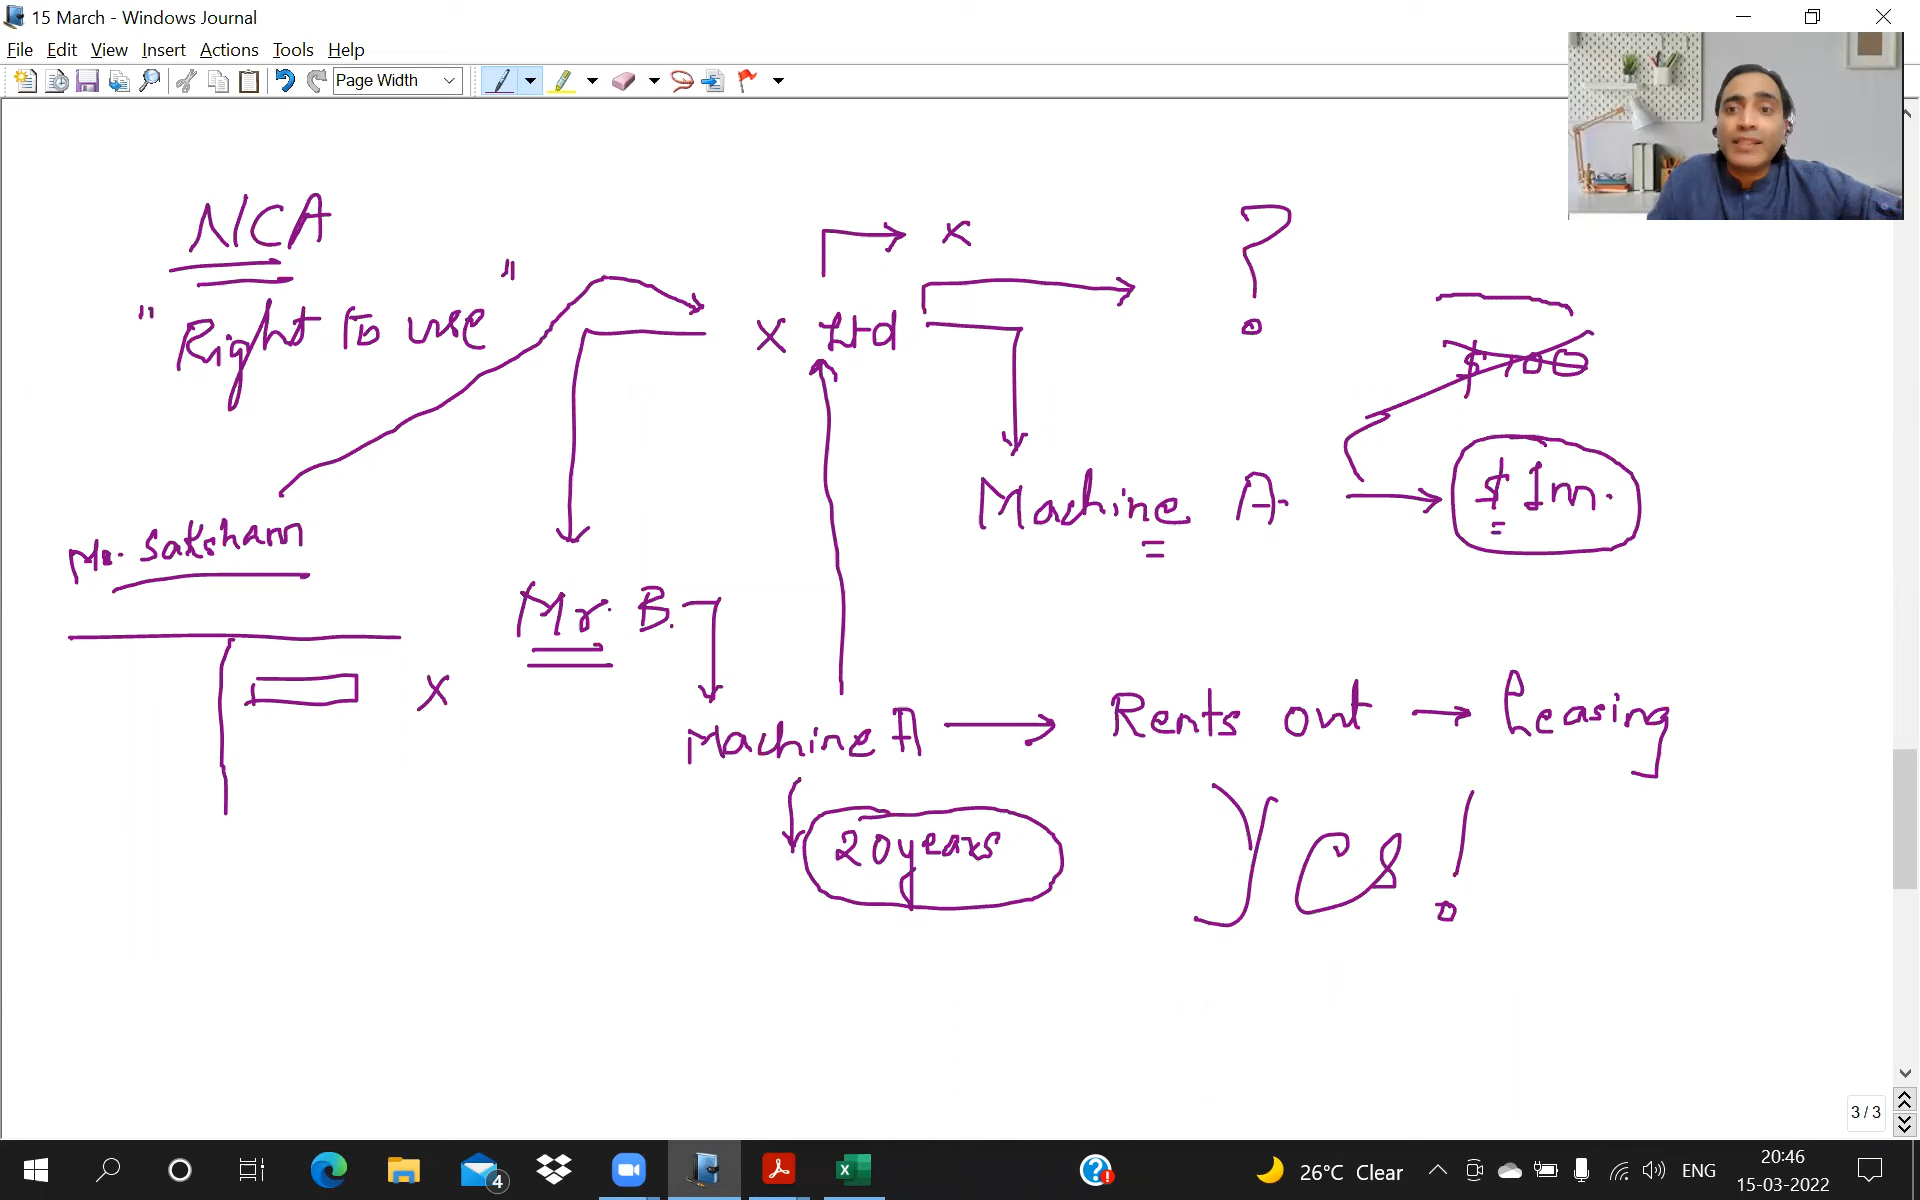 15 March - Windows Journal
File Edit View Insert Actions Tools Help
Page Width
NCA
" Right to use "
x
?
X Ltd
$ 100
Machine A.
$ 1m.
Mr. Saksham
Mr. B.
x
Machine A → Rents out → Leasing
20years
Yes!
3 / 3
4
26°C Clear
ENG
20:46
15-03-2022